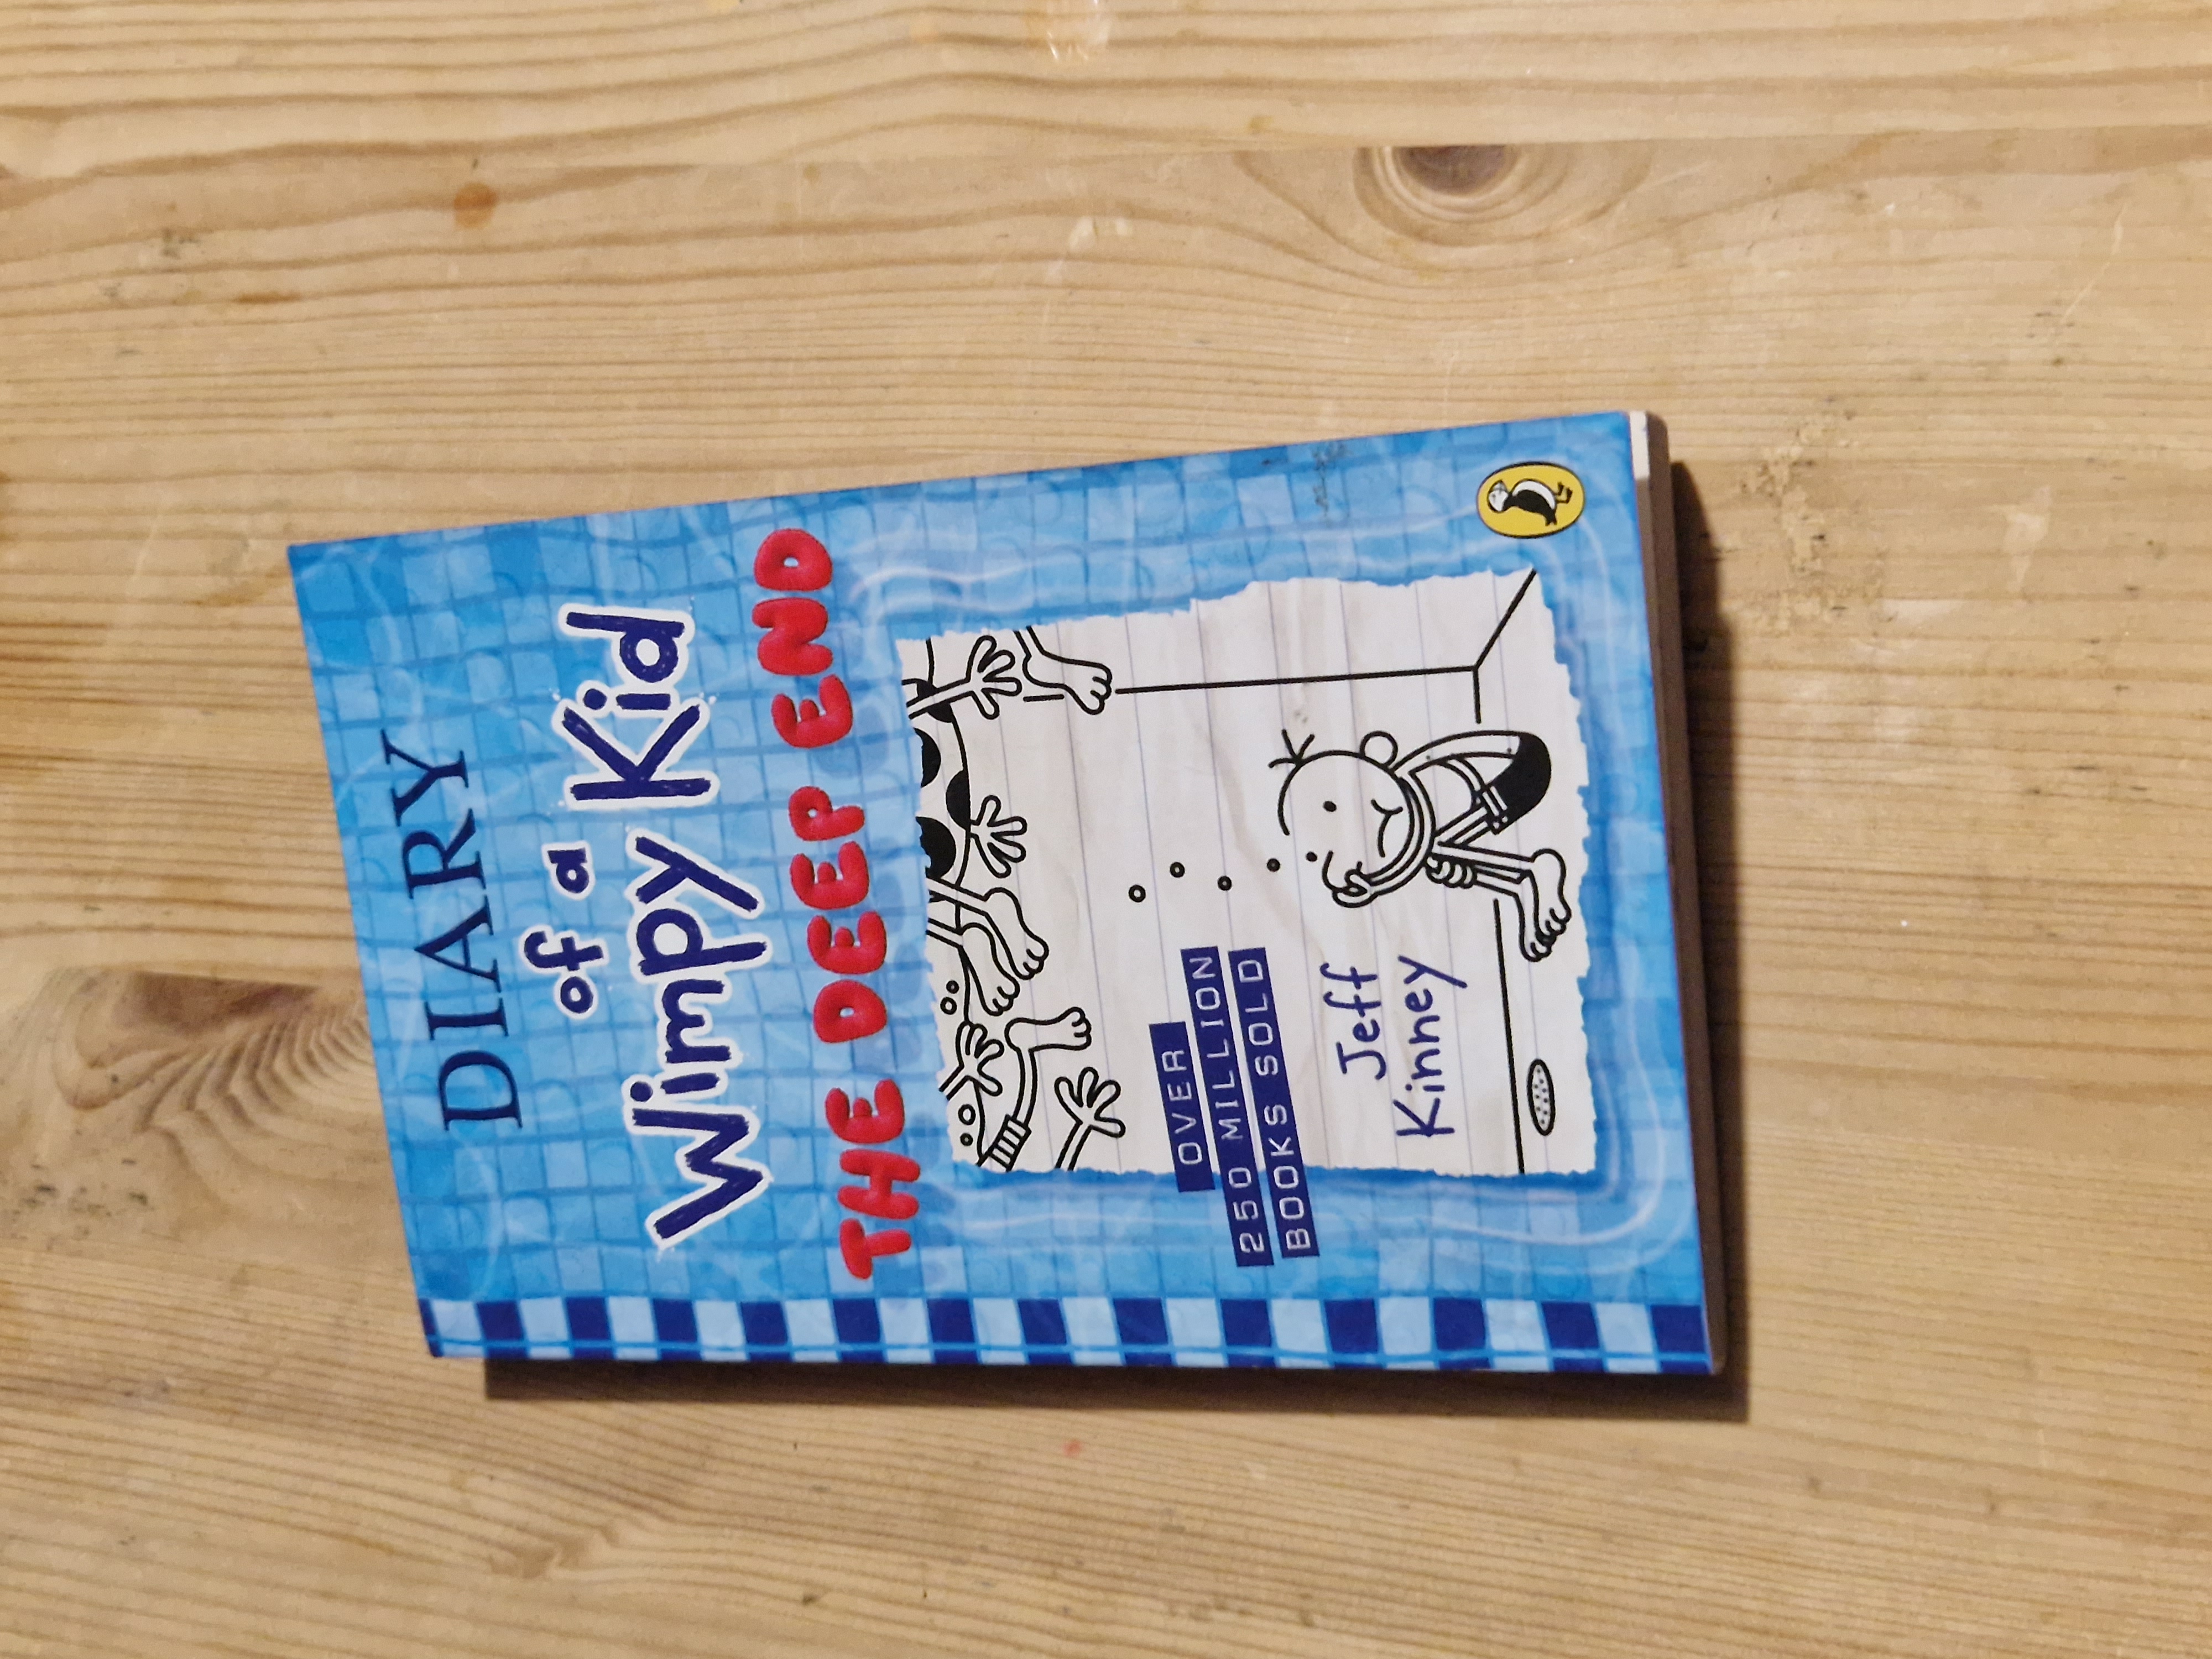 DIARY
of a
Wimpy Kid
THE DEEP END
OVER
250 MILLION
BOOKS SOLD
Jeff
Kinney